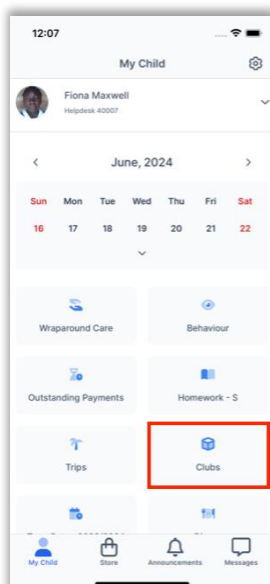 12:07
My Child
Fiona Maxwell
Helpdesk 40007
June, 2024
Sun Mon Tue Wed Thu Fri Sat
16 17 18 19 20 21 22
Wraparound Care Behaviour
Outstanding Payments Homework - S
Trips Clubs
My Child Store Announcements Messages